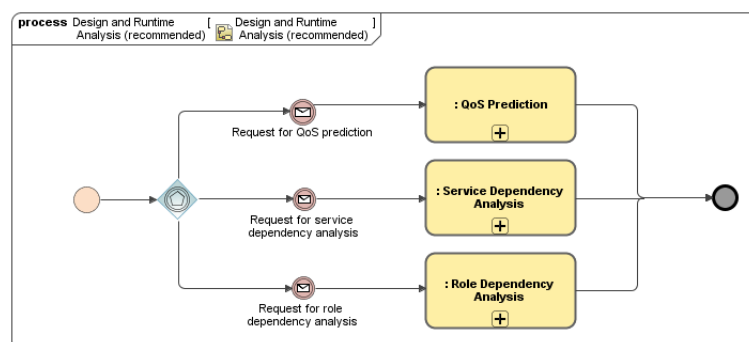 process Design and Runtime Analysis (recommended) [ Design and Runtime Analysis (recommended) ]
Request for QoS prediction
: QoS Prediction
Request for service
dependency analysis
: Service Dependency
Analysis
Request for role
dependency analysis
: Role Dependency
Analysis